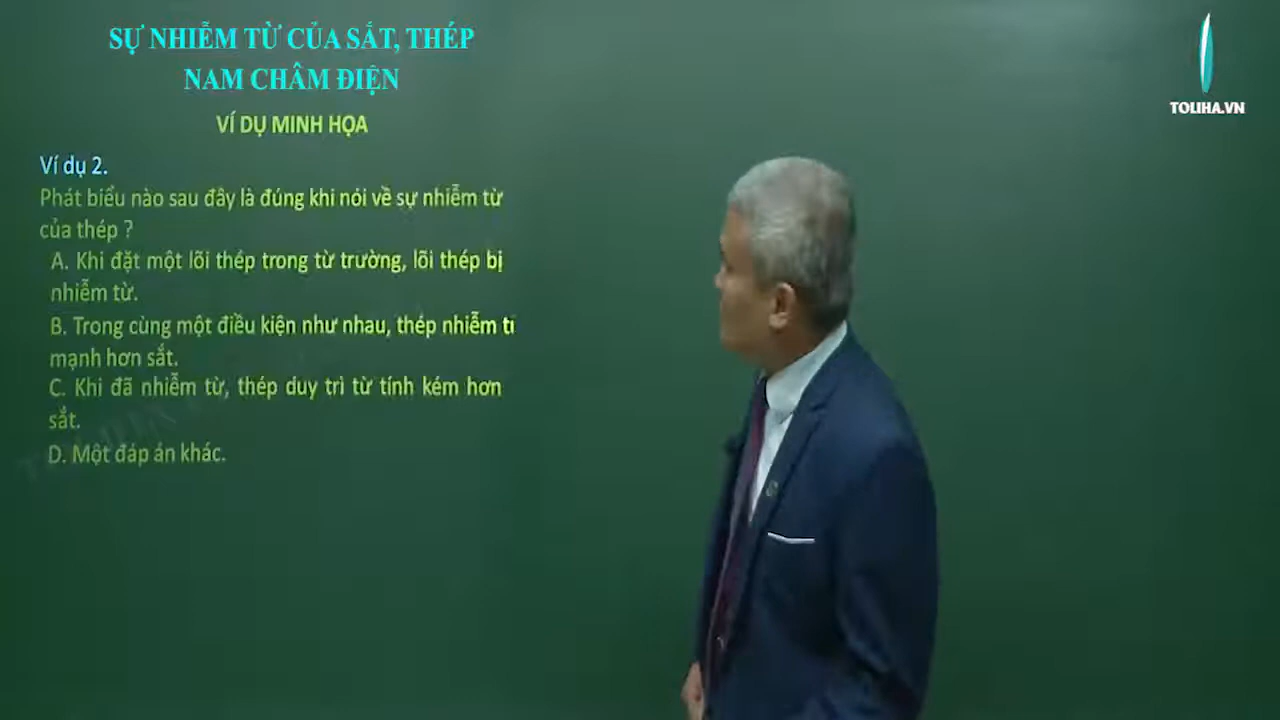 SỰ NHIỄM TỪ CỦA SẮT, THÉP
NAM CHÂM ĐIỆN
TOLIHA.VN
VÍ DỤ MINH HỌA
Ví dụ 2.
Phát biểu nào sau đây là đúng khi nói về sự nhiễm từ
của thép ?
A. Khi đặt một lõi thép trong từ trường, lõi thép bị
nhiễm từ.
B. Trong cùng một điều kiện như nhau, thép nhiễm
mạnh hơn sắt.
C. Khi đã nhiễm từ, thép duy trì từ tính kém hơn
sắt.
D. Một đáp án khác.